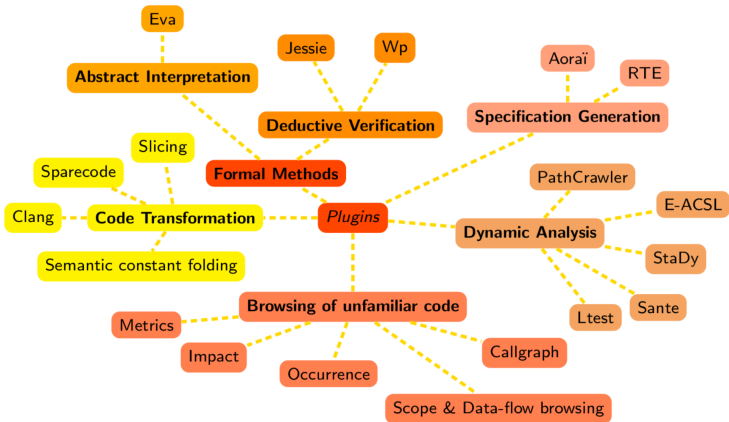 Eva
Jessie
Wp
Aoraï
RTE
Abstract Interpretation
Deductive Verification
Specification Generation
Slicing
Sparecode
Formal Methods
PathCrawler
E-ACSL
Clang
Code Transformation
Plugins
Dynamic Analysis
StaDy
Semantic constant folding
Browsing of unfamiliar code
Sante
Ltest
Metrics
Impact
Occurrence
Callgraph
Scope & Data-flow browsing